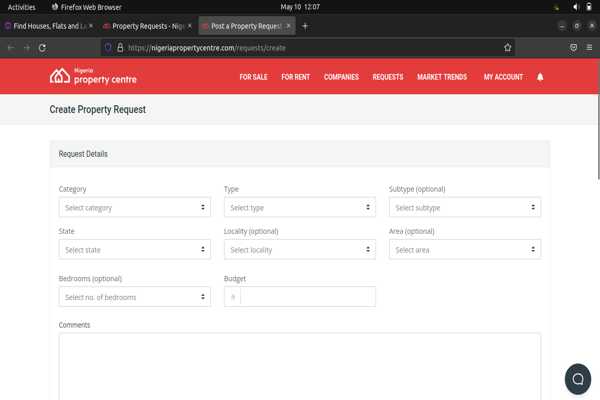 Activities Firefox Web Browser May 10 12:07
Find Houses, Flats and La Property Requests - Nige Post a Property Request
https://nigeriapropertycentre.com/requests/create
Nigeria
property centre
FOR SALE FOR RENT COMPANIES REQUESTS MARKET TRENDS MY ACCOUNT
Create Property Request
Request Details
Category Type Subtype (optional)
Select category Select type Select subtype
State Locality (optional) Area (optional)
Select state Select locality Select area
Bedrooms (optional) Budget
Select no. of bedrooms ₦
Comments